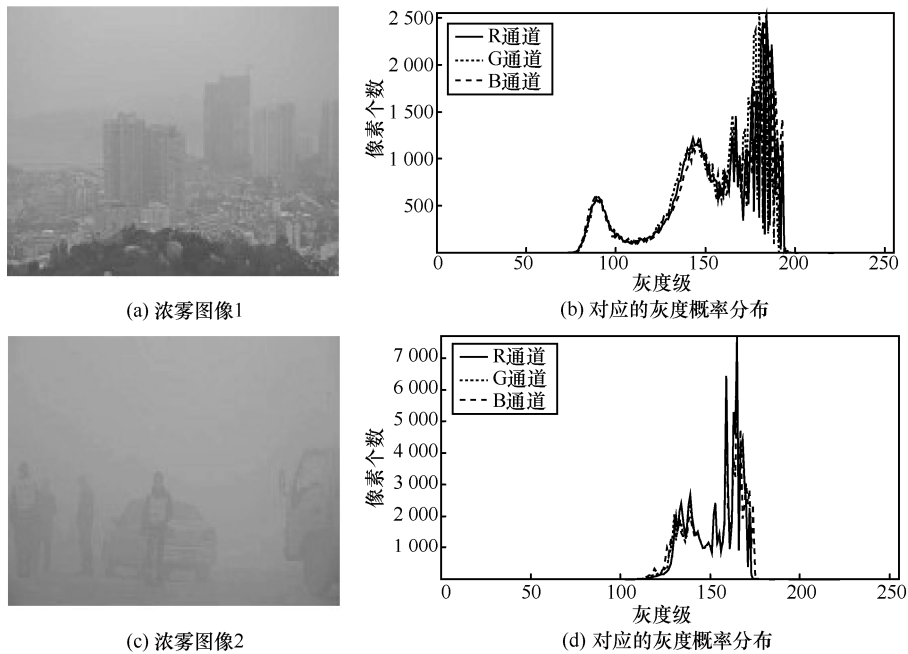 2 500
2 000
1 500
1 000
500
0
50
100
150
200
250
R通道
G通道
B通道
像素个数
灰度级
(a) 浓雾图像1
(b) 对应的灰度概率分布
7 000
6 000
5 000
4 000
3 000
2 000
1 000
0
50
100
150
200
250
R通道
G通道
B通道
像素个数
灰度级
(c) 浓雾图像2
(d) 对应的灰度概率分布